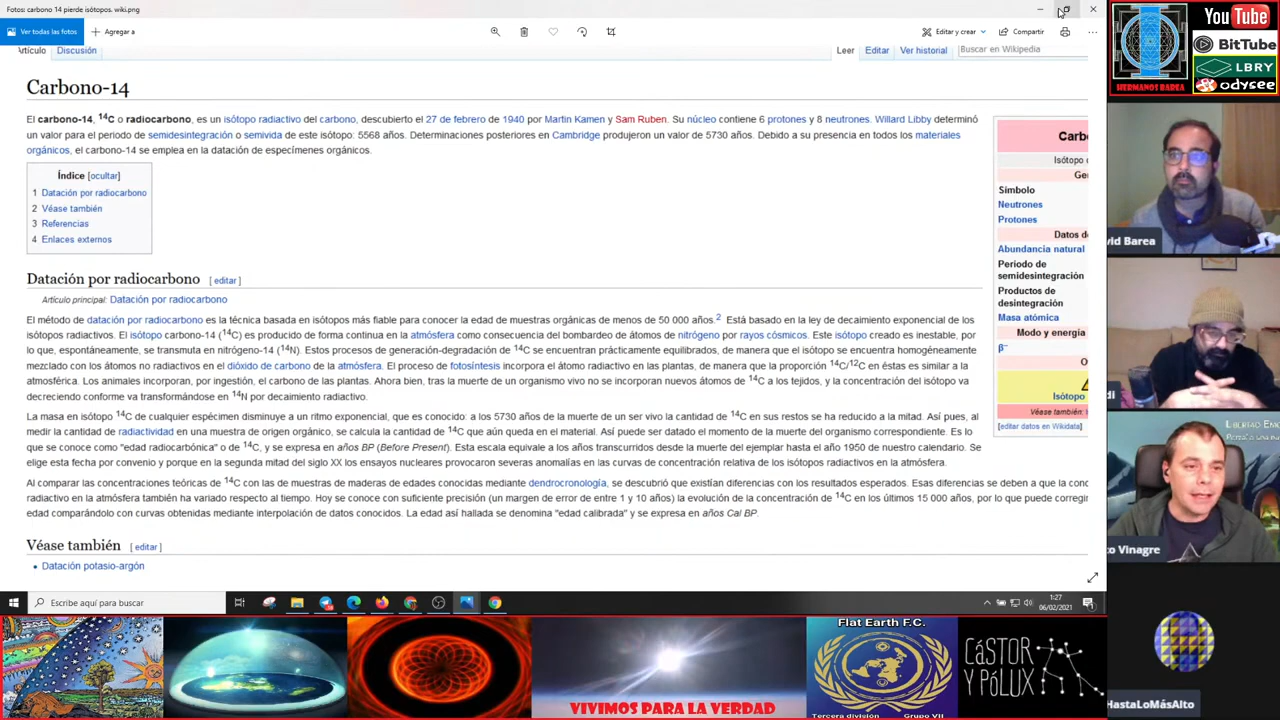 Fotos: carbono 14 pierde isótopos. wiki.png
Ver todas las fotos
Agregar a
Editar y crear
Compartir
Artículo
Discusión
Leer
Editar
Ver historial
Buscar en Wikipedia
Carbono-14
El carbono-14, 14C o radiocarbono, es un isótopo radiactivo del carbono, descubierto el 27 de febrero de 1940 por Martin Kamen y Sam Ruben. Su núcleo contiene 6 protones y 8 neutrones. Willard Libby determinó
un valor para el periodo de semidesintegración o semivida de este isótopo: 5568 años. Determinaciones posteriores en Cambridge produjeron un valor de 5730 años. Debido a su presencia en todos los materiales
orgánicos, el carbono-14 se emplea en la datación de especímenes orgánicos.
Índice [ocultar]
1 Datación por radiocarbono
2 Véase también
3 Referencias
4 Enlaces externos
Datación por radiocarbono [ editar ]
Artículo principal: Datación por radiocarbono
El método de datación por radiocarbono es la técnica basada en isótopos más fiable para conocer la edad de muestras orgánicas de menos de 50 000 años.2 Está basado en la ley de decaimiento exponencial de los
isótopos radiactivos. El isótopo carbono-14 (14C) es producido de forma continua en la atmósfera como consecuencia del bombardeo de átomos de nitrógeno por rayos cósmicos. Este isótopo creado es inestable, por
lo que, espontáneamente, se transmuta en nitrógeno-14 (14N). Estos procesos de generación-degradación de 14C se encuentran prácticamente equilibrados, de manera que el isótopo se encuentra homogéneamente
mezclado con los átomos no radiactivos en el dióxido de carbono de la atmósfera. El proceso de fotosíntesis incorpora el átomo radiactivo en las plantas, de manera que la proporción 14C/12C en éstas es similar a la
atmosférica. Los animales incorporan, por ingestión, el carbono de las plantas. Ahora bien, tras la muerte de un organismo vivo no se incorporan nuevos átomos de 14C a los tejidos, y la concentración del isótopo va
decreciendo conforme va transformándose en 14N por decaimiento radiactivo.
La masa en isótopo 14C de cualquier espécimen disminuye a un ritmo exponencial, que es conocido: a los 5730 años de la muerte de un ser vivo la cantidad de 14C en sus restos se ha reducido a la mitad. Así pues, al
medir la cantidad de radiactividad en una muestra de origen orgánico, se calcula la cantidad de 14C que aún queda en el material. Así puede ser datado el momento de la muerte del organismo correspondiente. Es lo
que se conoce como "edad radiocarbónica" o de 14C, y se expresa en años BP (Before Present). Esta escala equivale a los años transcurridos desde la muerte del ejemplar hasta el año 1950 de nuestro calendario. Se
elige esta fecha por convenio y porque en la segunda mitad del siglo XX los ensayos nucleares provocaron severas anomalías en las curvas de concentración relativa de los isótopos radiactivos en la atmósfera.
Al comparar las concentraciones teóricas de 14C con las de muestras de maderas de edades conocidas mediante dendrocronología, se descubrió que existían diferencias con los resultados esperados. Esas diferencias se deben a que la conc
radiactivo en la atmósfera también ha variado respecto al tiempo. Hoy se conoce con suficiente precisión (un margen de error de entre 1 y 10 años) la evolución de la concentración de 14C en los últimos 15 000 años, por lo que puede corregir
edad comparándolo con curvas obtenidas mediante interpolación de datos conocidos. La edad así hallada se denomina "edad calibrada" y se expresa en años Cal BP.
Véase también [ editar ]
Datación potasio-argón
Carb
Isótopo
Ger
Símbolo
Neutrones
Protones
Datos d
Abundancia natural
Periodo de
semidesintegración
Productos de
desintegración
Masa atómica
Modo y energía
β−
O
Isótopo
Véase también:
[editar datos en Wikidata]
Escribe aquí para buscar
1:27
06/02/2021
HERMANOS BAREA
YouTube
BitTube
LBRY
odysee
vid Barea
di
LIBERTAD EMO
to Vinagre
HastaLoMásAlto
VIVIMOS PARA LA VERDAD
Flat Earth F.C.
Tercera división Grupo VII
CÁSTOR
Y PÓLUX